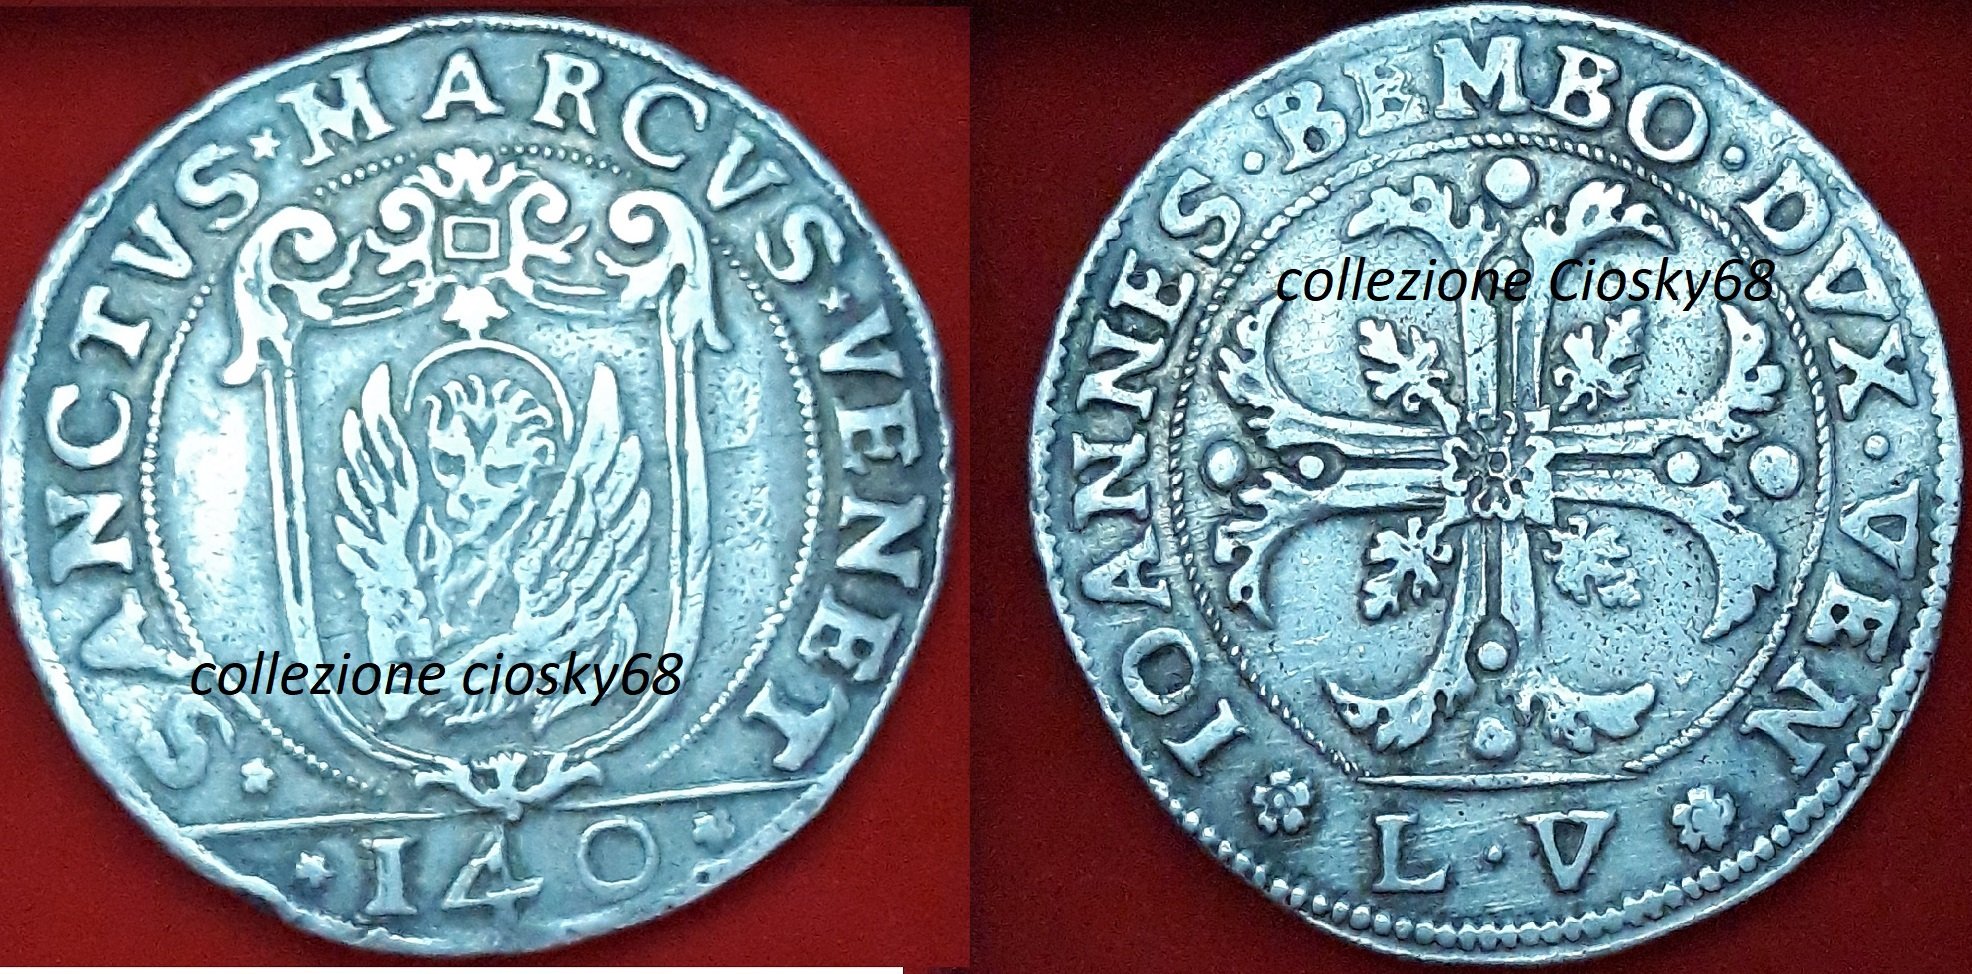 SANCTVS * MARCVS * VENET
* 140 *
collezione ciosky68
IOANNES · BEMBO · DVX · VEN
L · V
collezione Ciosky68